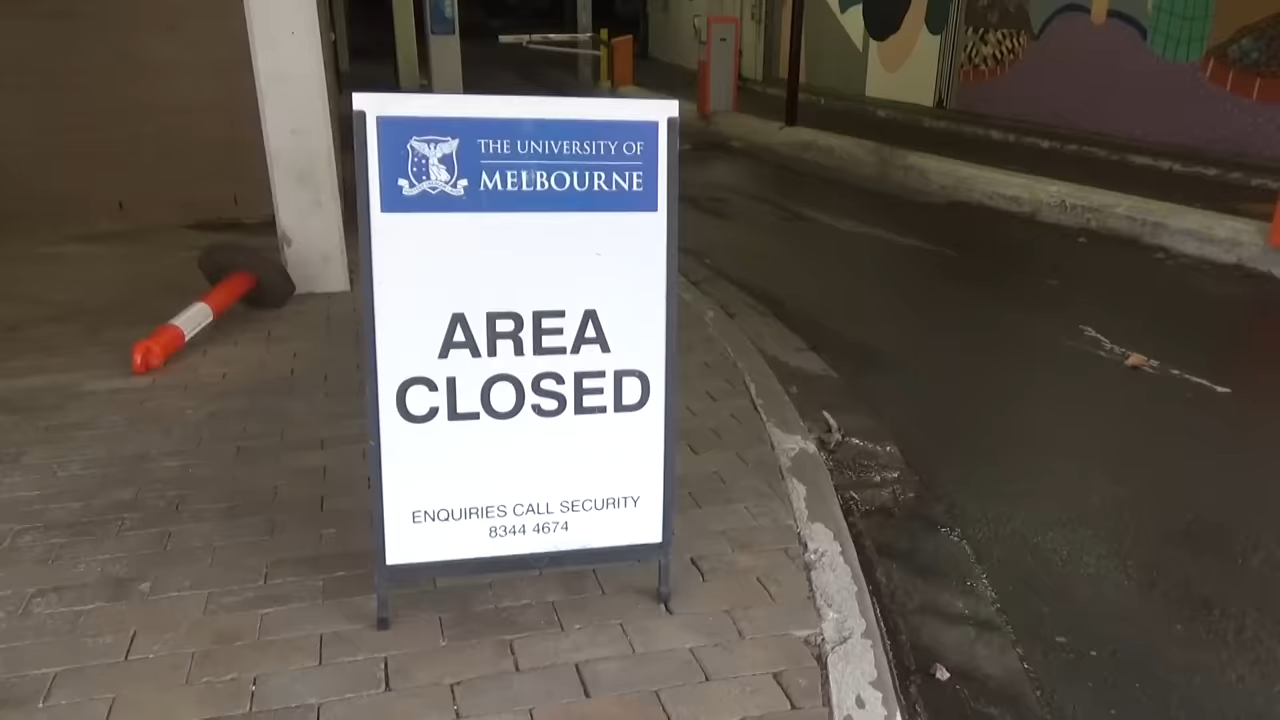 THE UNIVERSITY OF
MELBOURNE
AREA
CLOSED
ENQUIRIES CALL SECURITY
8344 4674